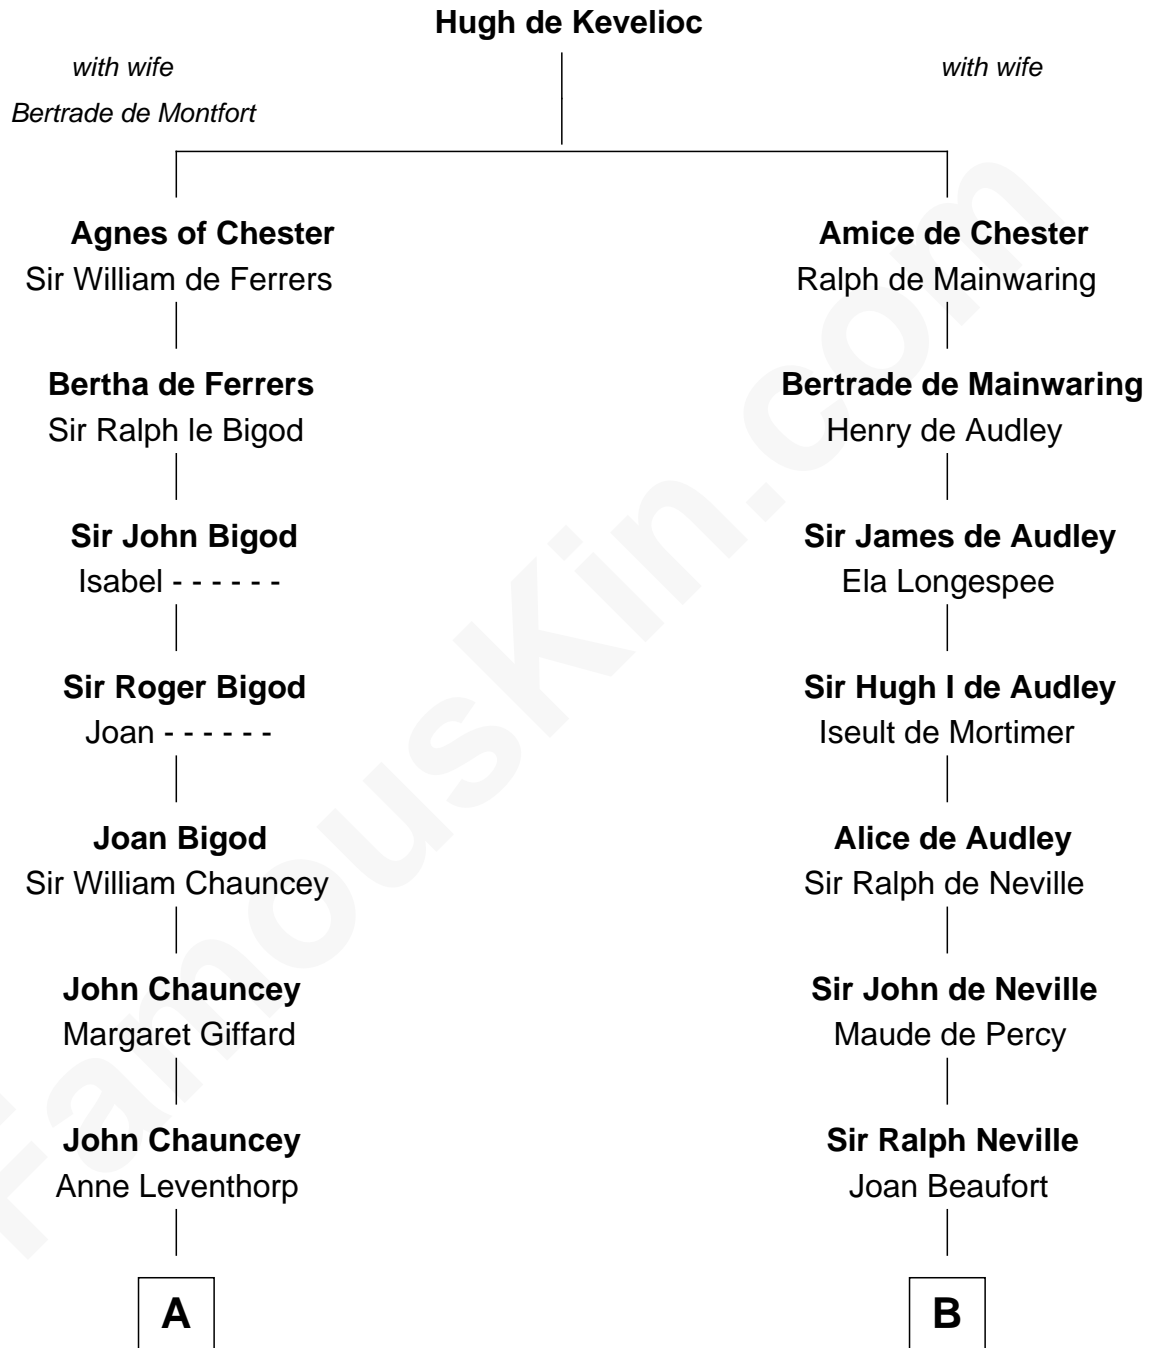 Hugh de Kevelioc
with wife
Bertrade de Montfort
with wife
Agnes of Chester
Sir William de Ferrers
Bertha de Ferrers
Sir Ralph le Bigod
Sir John Bigod
Isabel - - - - - -
Sir Roger Bigod
Joan - - - - - -
Joan Bigod
Sir William Chauncey
John Chauncey
Margaret Giffard
John Chauncey
Anne Leventhorp
A
Amice de Chester
Ralph de Mainwaring
Bertrade de Mainwaring
Henry de Audley
Sir James de Audley
Ela Longespee
Sir Hugh I de Audley
Iseult de Mortimer
Alice de Audley
Sir Ralph de Neville
Sir John de Neville
Maude de Percy
Sir Ralph Neville
Joan Beaufort
B
FamousKin.com